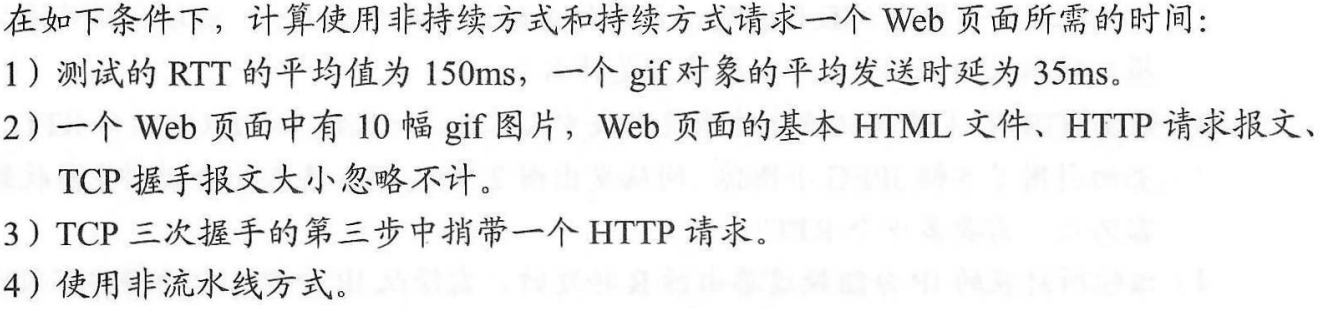 在如下条件下，计算使用非持续方式和持续方式请求一个 Web 页面所需的时间：
1）测试的 RTT 的平均值为 150ms，一个 gif 对象的平均发送时延为 35ms。
2）一个 Web 页面中有 10 幅 gif 图片，Web 页面的基本 HTML 文件、HTTP 请求报文、
TCP 握手报文大小忽略不计。
3）TCP 三次握手的第三步中捎带一个 HTTP 请求。
4）使用非流水线方式。